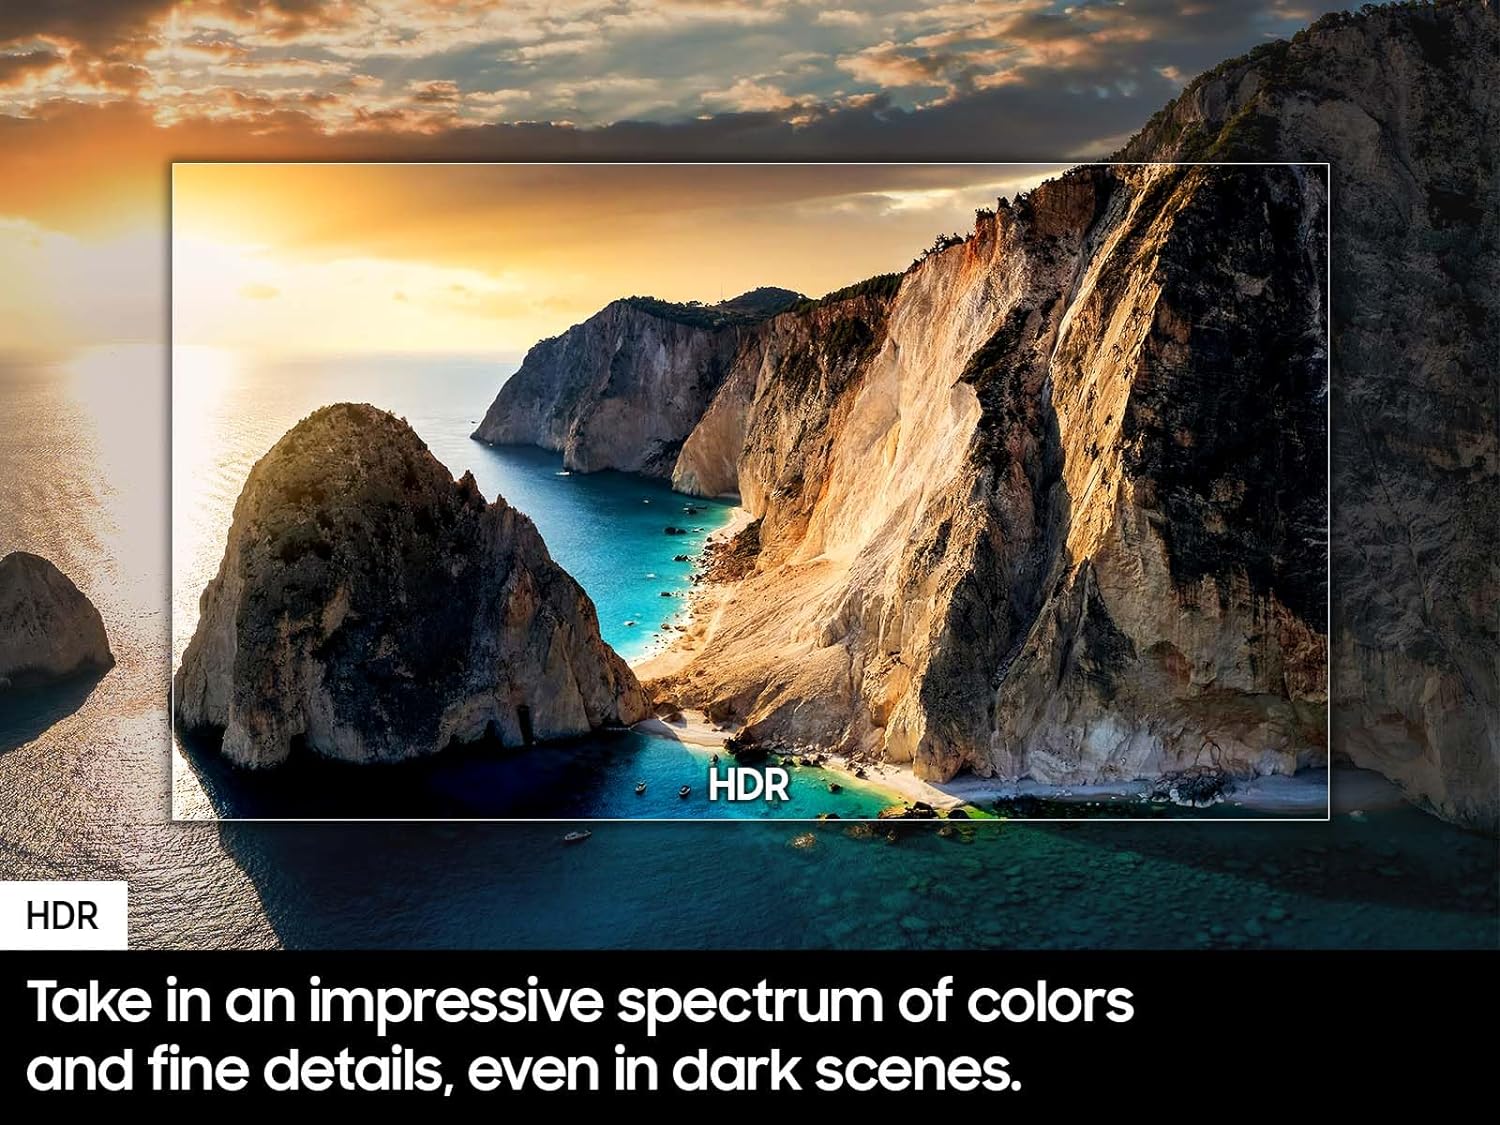 HDR
HDR
Take in an impressive spectrum of colors
and fine details, even in dark scenes.